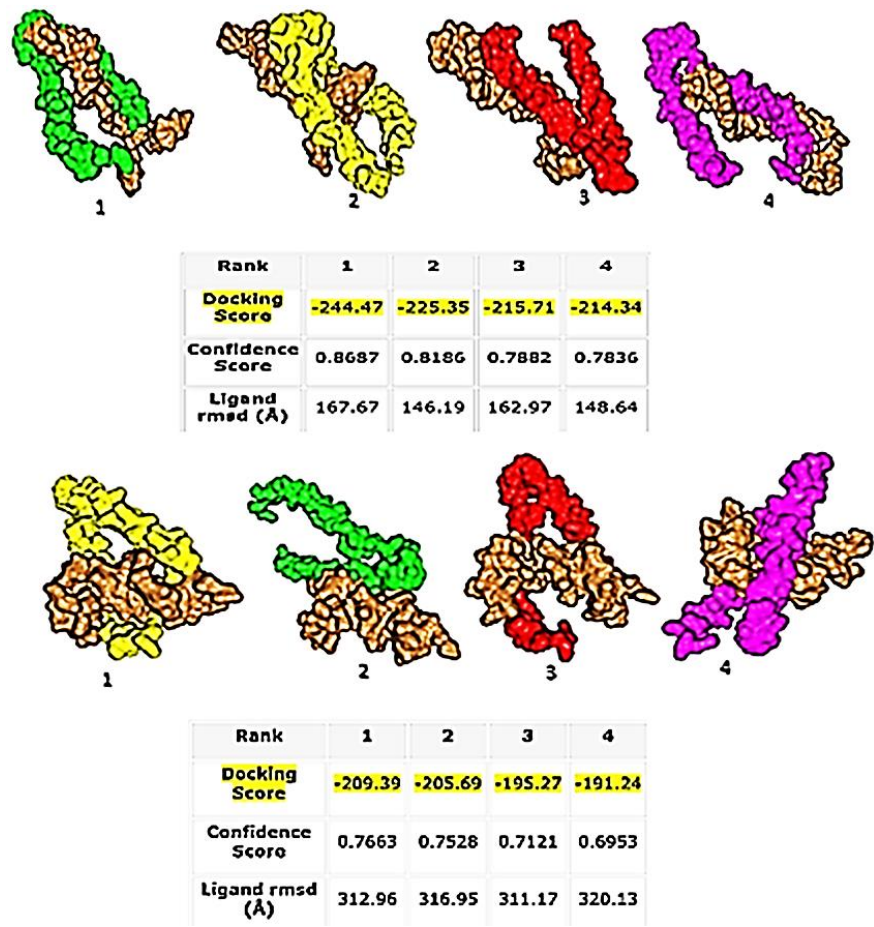 1 2 3 4
Rank 1 2 3 4
Docking Score -244.47 -225.35 -215.71 -214.34
Confidence Score 0.8687 0.8186 0.7882 0.7836
Ligand rmsd (Å) 167.67 146.19 162.97 148.64
1 2 3 4
Rank 1 2 3 4
Docking Score -209.39 -205.69 -195.27 -191.24
Confidence Score 0.7663 0.7528 0.7121 0.6953
Ligand rmsd (Å) 312.96 316.95 311.17 320.13